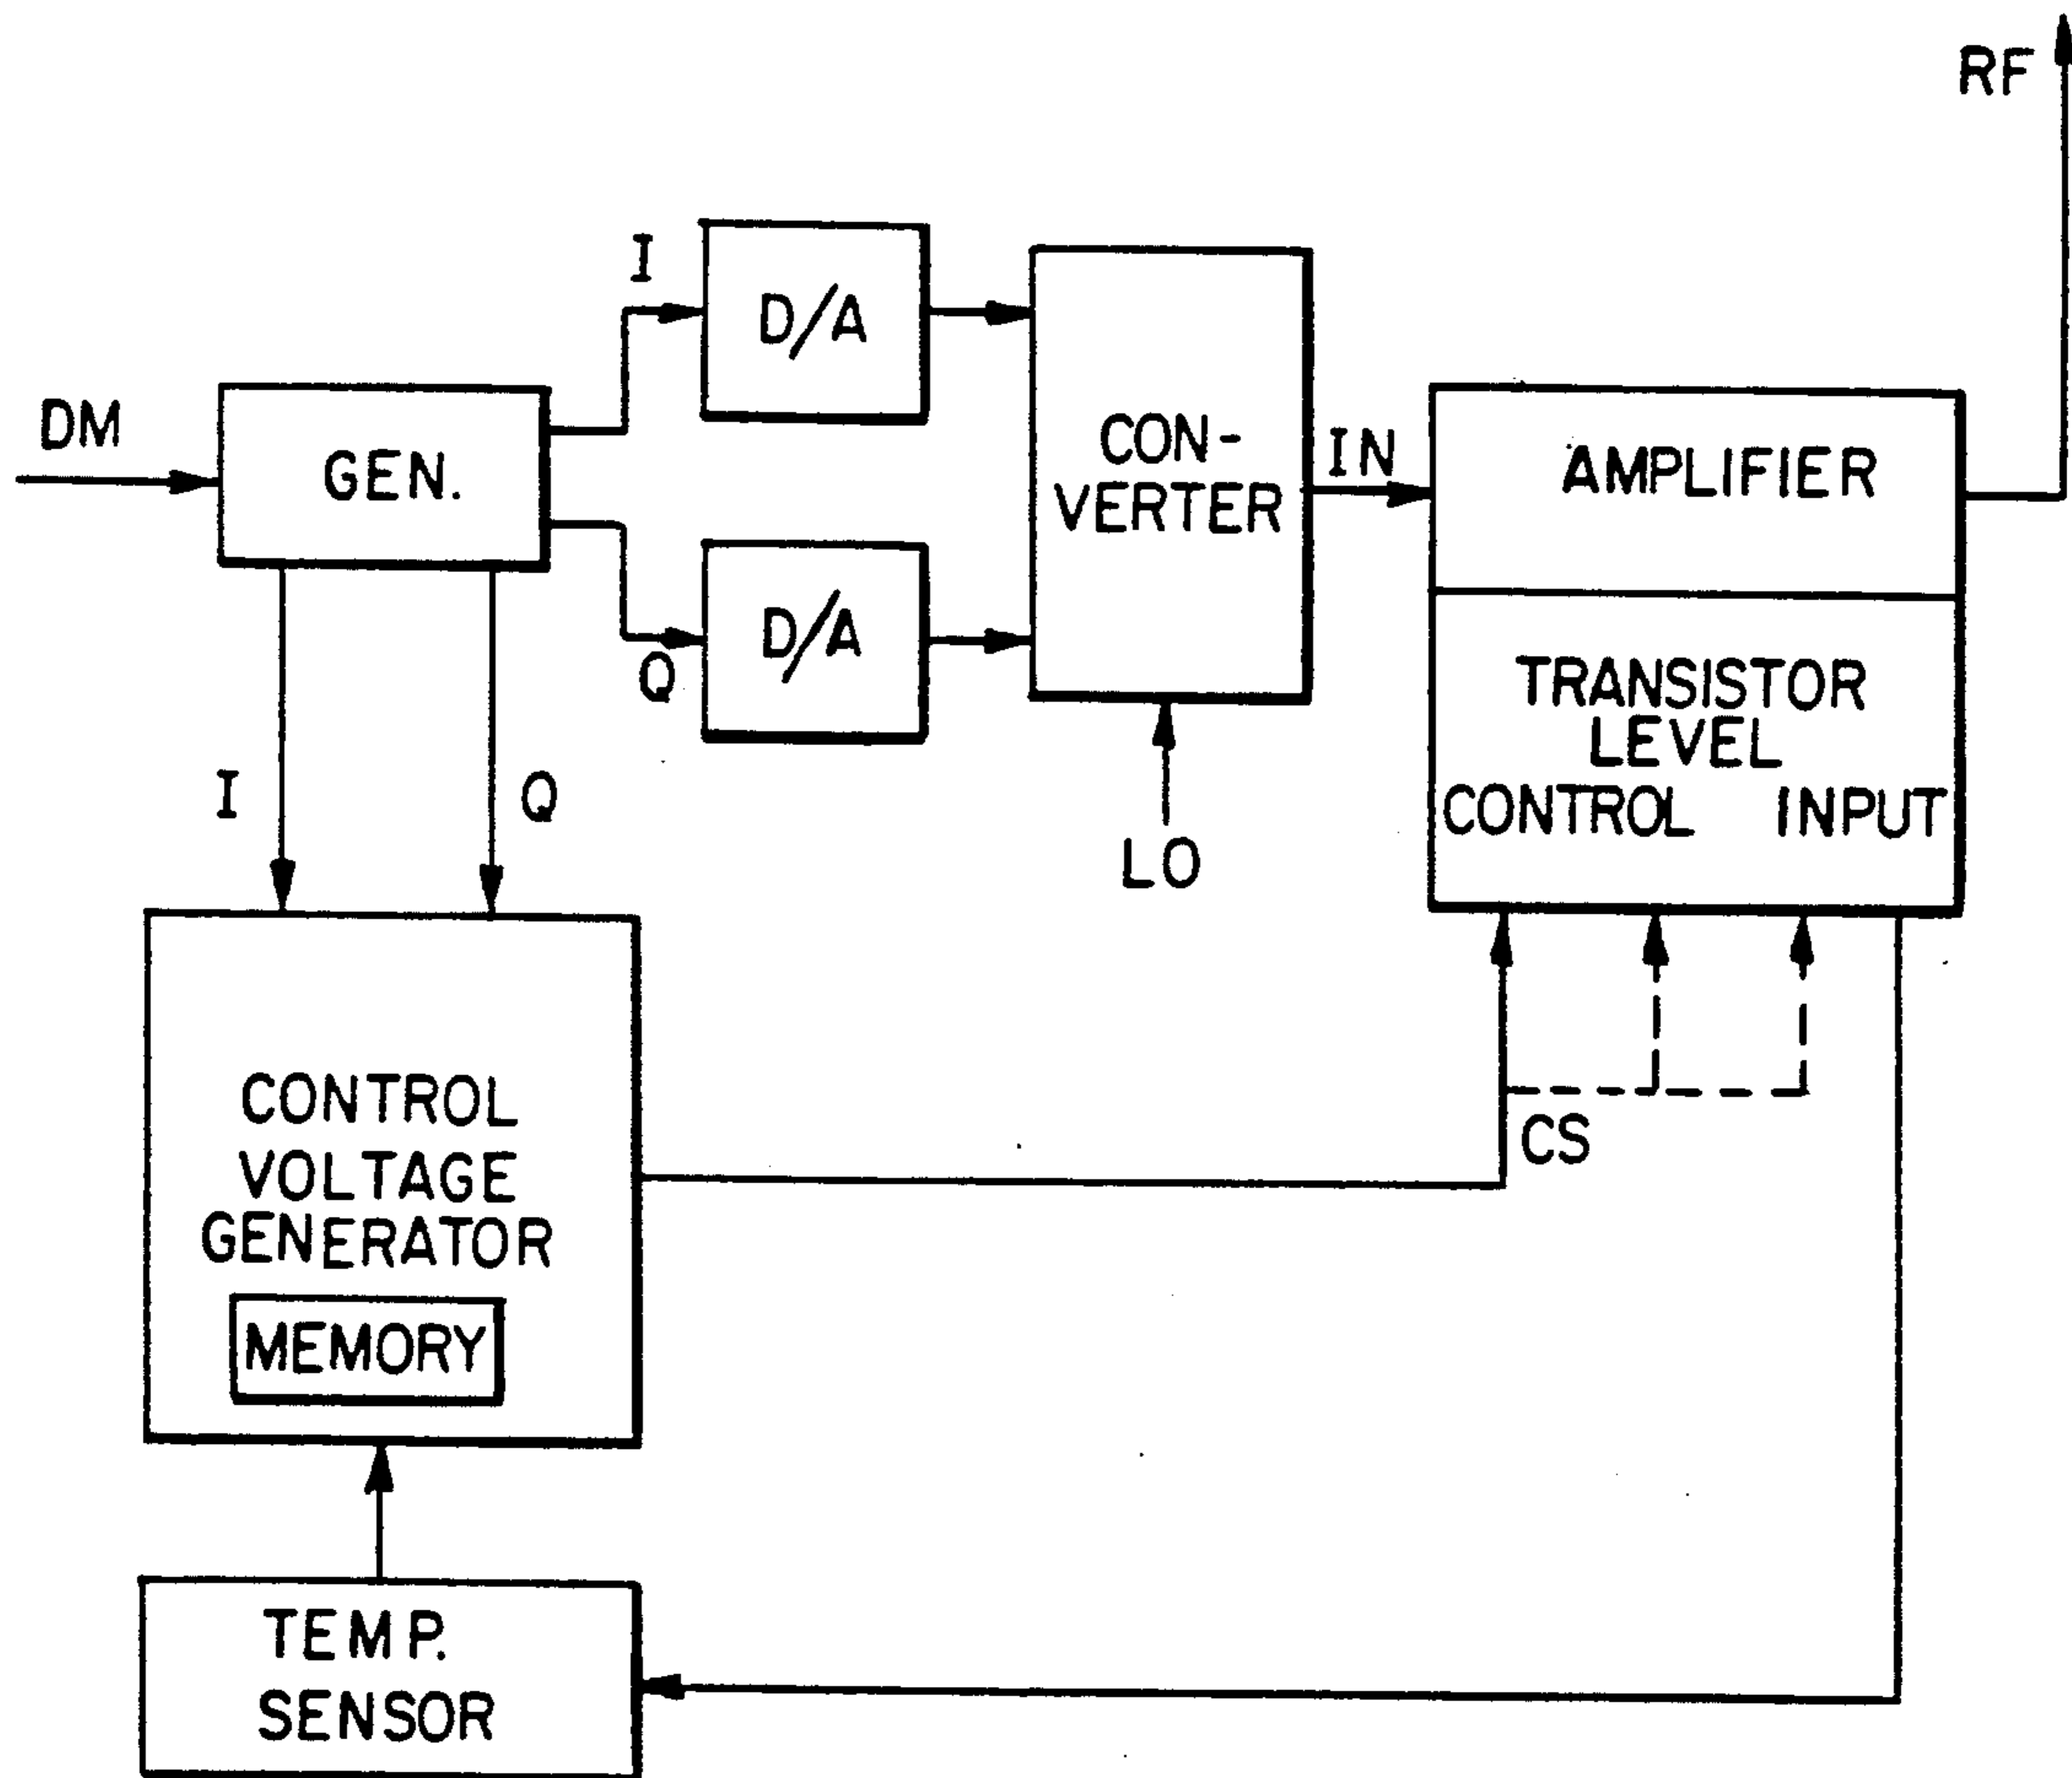 RF
I
D/A
DM
GEN.
CON-
VERTER
IN
AMPLIFIER
D/A
Q
TRANSISTOR
LEVEL
CONTROL INPUT
I
Q
LO
CONTROL
VOLTAGE
GENERATOR
CS
MEMORY
TEMP.
SENSOR